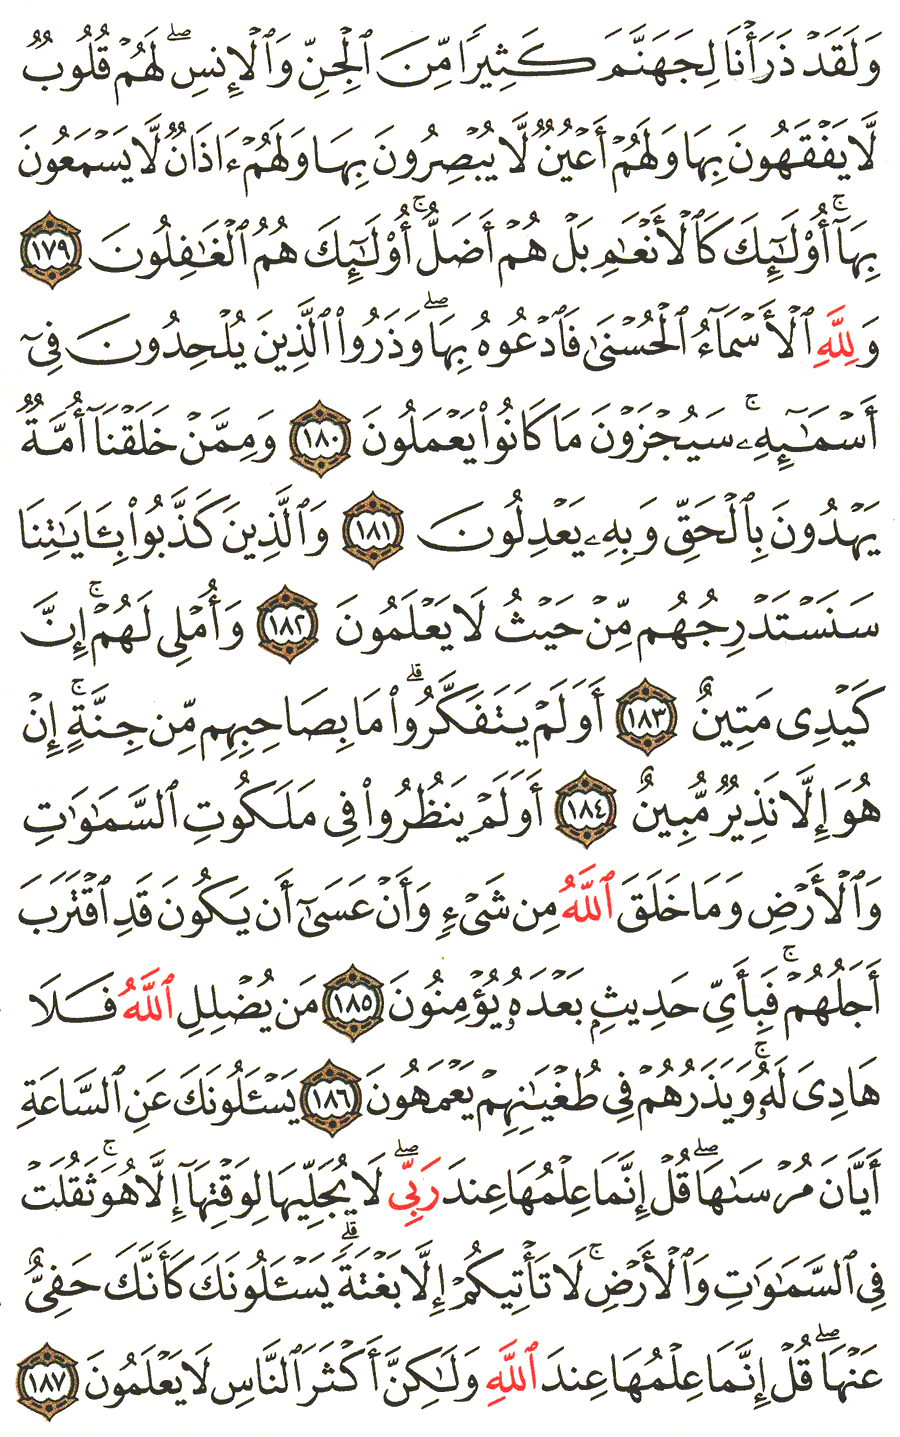 وَلَقَدْ ذَرَأْنَا لِجَهَنَّمَ كَثِيرًا مِّنَ ٱلْجِنِّ وَٱلْإِنسِ ۖ لَهُمْ قُلُوبٌ
لَّا يَفْقَهُونَ بِهَا وَلَهُمْ أَعْيُنٌ لَّا يُبْصِرُونَ بِهَا وَلَهُمْ ءَاذَانٌ لَّا يَسْمَعُونَ
بِهَآ ۚ أُو۟لَـٰٓئِكَ كَٱلْأَنْعَـٰمِ بَلْ هُمْ أَضَلُّ ۚ أُو۟لَـٰٓئِكَ هُمُ ٱلْغَـٰفِلُونَ ١٧٩
وَلِلَّهِ ٱلْأَسْمَآءُ ٱلْحُسْنَىٰ فَٱدْعُوهُ بِهَا ۖ وَذَرُوا۟ ٱلَّذِينَ يُلْحِدُونَ فِىٓ
أَسْمَـٰٓئِهِۦ ۚ سَيُجْزَوْنَ مَا كَانُوا۟ يَعْمَلُونَ ١٨٠ وَمِمَّنْ خَلَقْنَآ أُمَّةٌ
يَهْدُونَ بِٱلْحَقِّ وَبِهِۦ يَعْدِلُونَ ١٨١ وَٱلَّذِينَ كَذَّبُوا۟ بِـَٔايَـٰتِنَا
سَنَسْتَدْرِجُهُم مِّنْ حَيْثُ لَا يَعْلَمُونَ ١٨٢ وَأُمْلِى لَهُمْ ۚ إِنَّ
كَيْدِى مَتِينٌ ١٨٣ أَوَلَمْ يَتَفَكَّرُوا۟ ۗ مَا بِصَاحِبِهِم مِّن جِنَّةٍ ۚ إِنْ
هُوَ إِلَّا نَذِيرٌ مُّبِينٌ ١٨٤ أَوَلَمْ يَنظُرُوا۟ فِى مَلَكُوتِ ٱلسَّمَـٰوَٰتِ
وَٱلْأَرْضِ وَمَا خَلَقَ ٱللَّهُ مِن شَىْءٍ وَأَنْ عَسَىٰٓ أَن يَكُونَ قَدِ ٱقْتَرَبَ
أَجَلُهُمْ ۖ فَبِأَىِّ حَدِيثٍۭ بَعْدَهُۥ يُؤْمِنُونَ ١٨٥ مَن يُضْلِلِ ٱللَّهُ فَلَا
هَادِىَ لَهُۥ ۚ وَيَذَرُهُمْ فِى طُغْيَـٰنِهِمْ يَعْمَهُونَ ١٨٦ يَسْـَٔلُونَكَ عَنِ ٱلسَّاعَةِ
أَيَّانَ مُرْسَىٰهَا ۖ قُلْ إِنَّمَا عِلْمُهَا عِندَ رَبِّى ۖ لَا يُجَلِّيهَا لِوَقْتِهَآ إِلَّا هُوَ ۚ ثَقُلَتْ
فِى ٱلسَّمَـٰوَٰتِ وَٱلْأَرْضِ ۚ لَا تَأْتِيكُمْ إِلَّا بَغْتَةً ۗ يَسْـَٔلُونَكَ كَأَنَّكَ حَفِىٌّ
عَنْهَا ۖ قُلْ إِنَّمَا عِلْمُهَا عِندَ ٱللَّهِ وَلَـٰكِنَّ أَكْثَرَ ٱلنَّاسِ لَا يَعْلَمُونَ ١٨٧